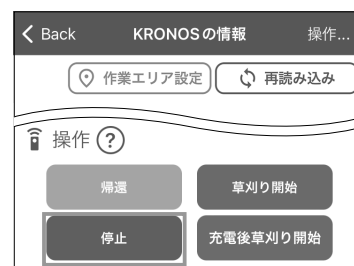 Back KRONOSの情報 操作...
作業エリア設定 再読み込み
操作 ?
帰還 草刈り開始
停止 充電後草刈り開始